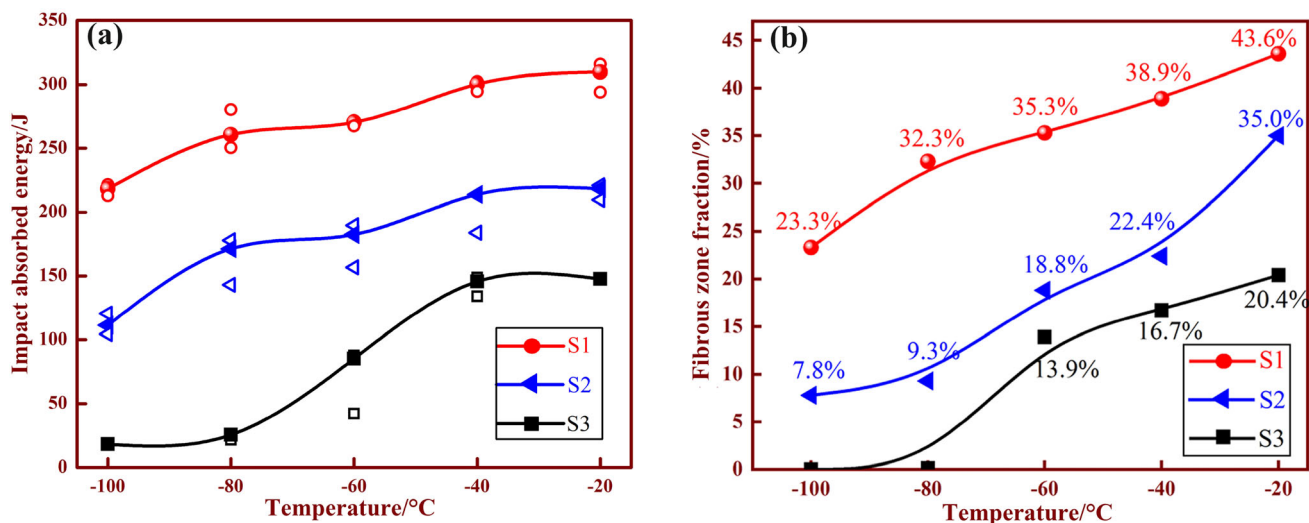 (a)
Impact absorbed energy/J
350
300
250
200
150
100
50
0
-100 -80 -60 -40 -20
Temperature/°C
S1
S2
S3
(b)
Fibrous zone fraction/%
45
40
35
30
25
20
15
10
5
0
-100 -80 -60 -40 -20
Temperature/°C
23.3%
32.3%
35.3%
38.9%
43.6%
7.8%
9.3%
18.8%
22.4%
35.0%
13.9%
16.7%
20.4%
S1
S2
S3